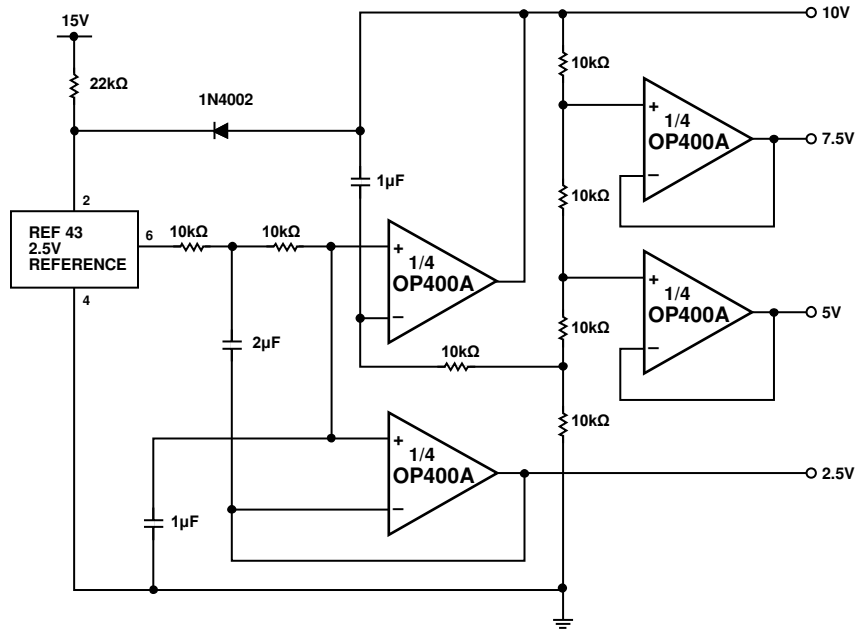 15V
10V
22kΩ
10kΩ
1N4002
+
1/4
OP400A
−
7.5V
1µF
10kΩ
2
REF 43
2.5V
REFERENCE
6
10kΩ
10kΩ
+
1/4
OP400A
−
+
1/4
OP400A
−
5V
4
2µF
10kΩ
10kΩ
10kΩ
+
1/4
OP400A
−
2.5V
1µF